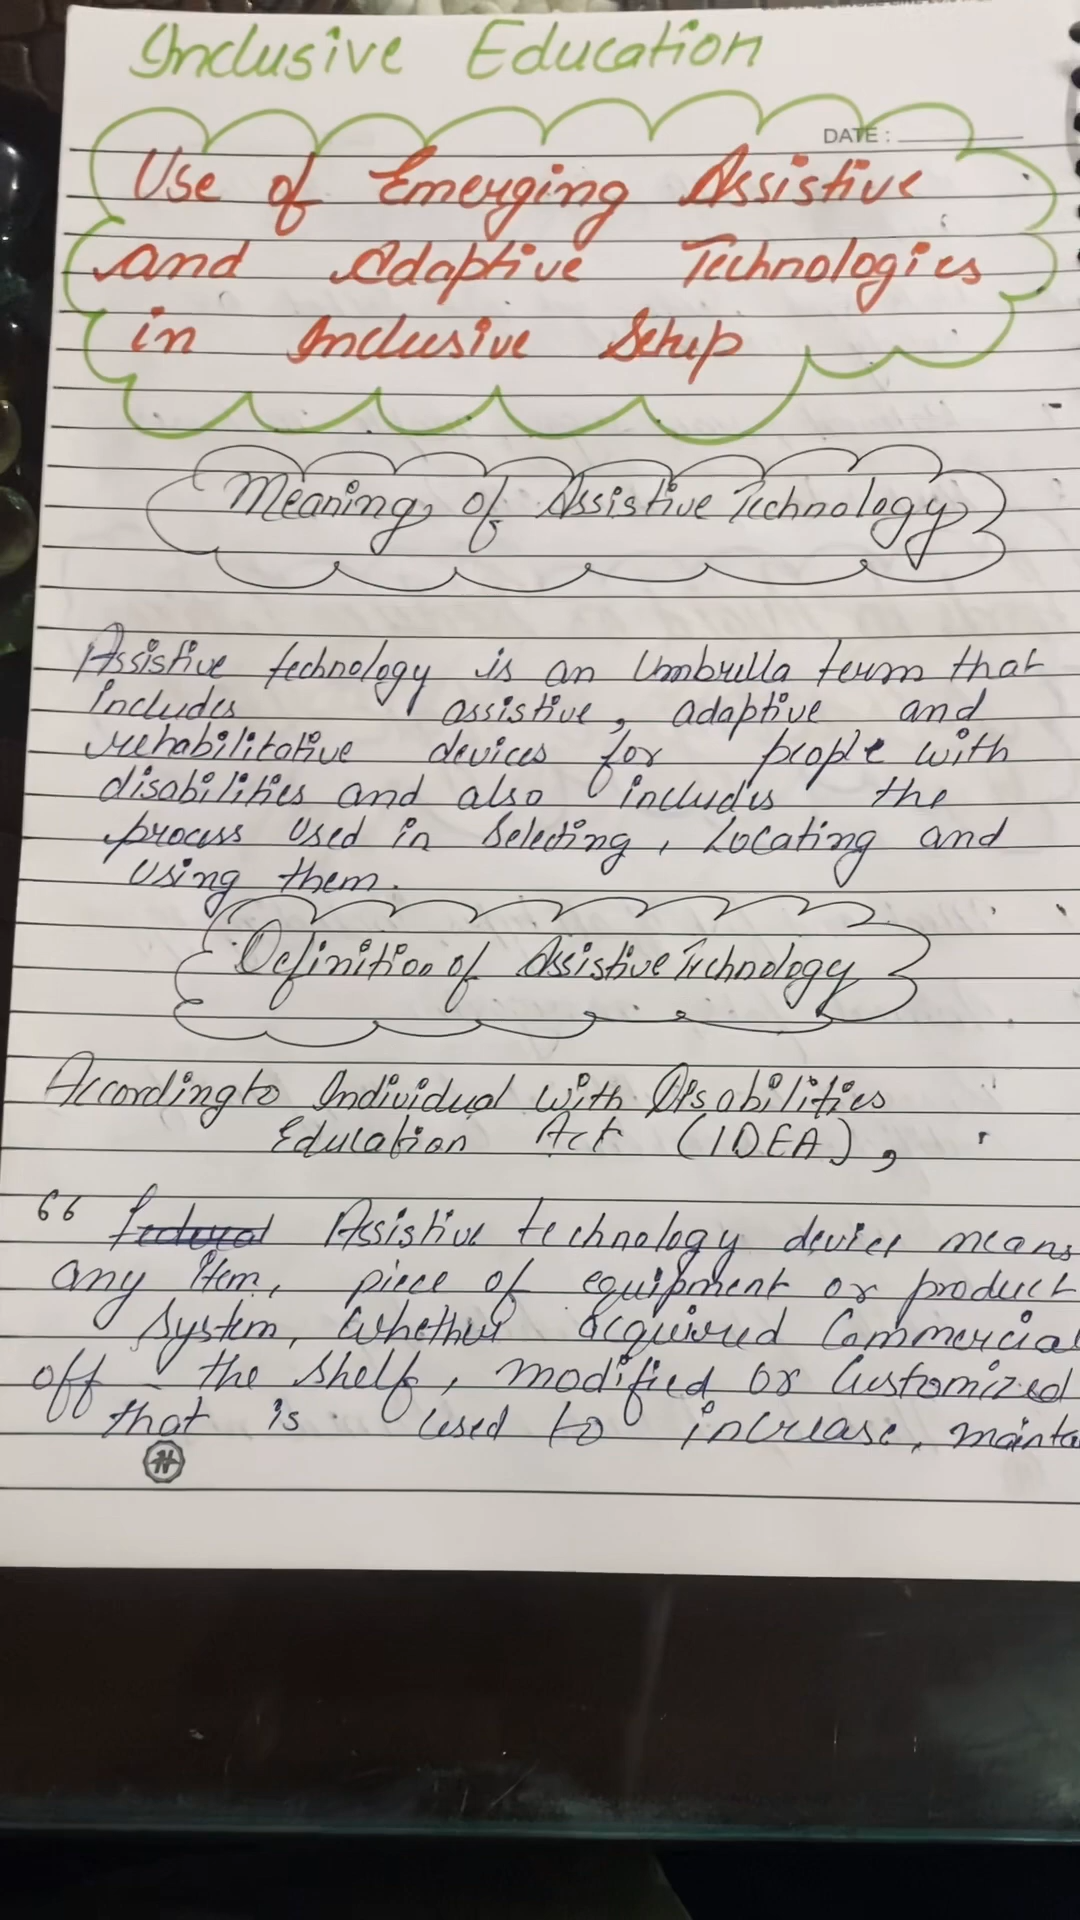 Inclusive Education
DATE :
Use of Emerging Assistive
and Adaptive Technologies
in Inclusive Setup
Meaning of Assistive Technology
Assistive technology is an Umbrella term that
includes assistive, adaptive and
rehabilitative devices for people with
disabilities and also includes the
process used in Selecting, Locating and
Using them.
Definition of Assistive Technology
According to Individual With Disabilities
Education Act (IDEA),
66 Federal Assistive technology device means
any item, piece of equipment or product
System, Whether acquired Commercial
off the shelf, modified or Customized
that is used to increase, mainta